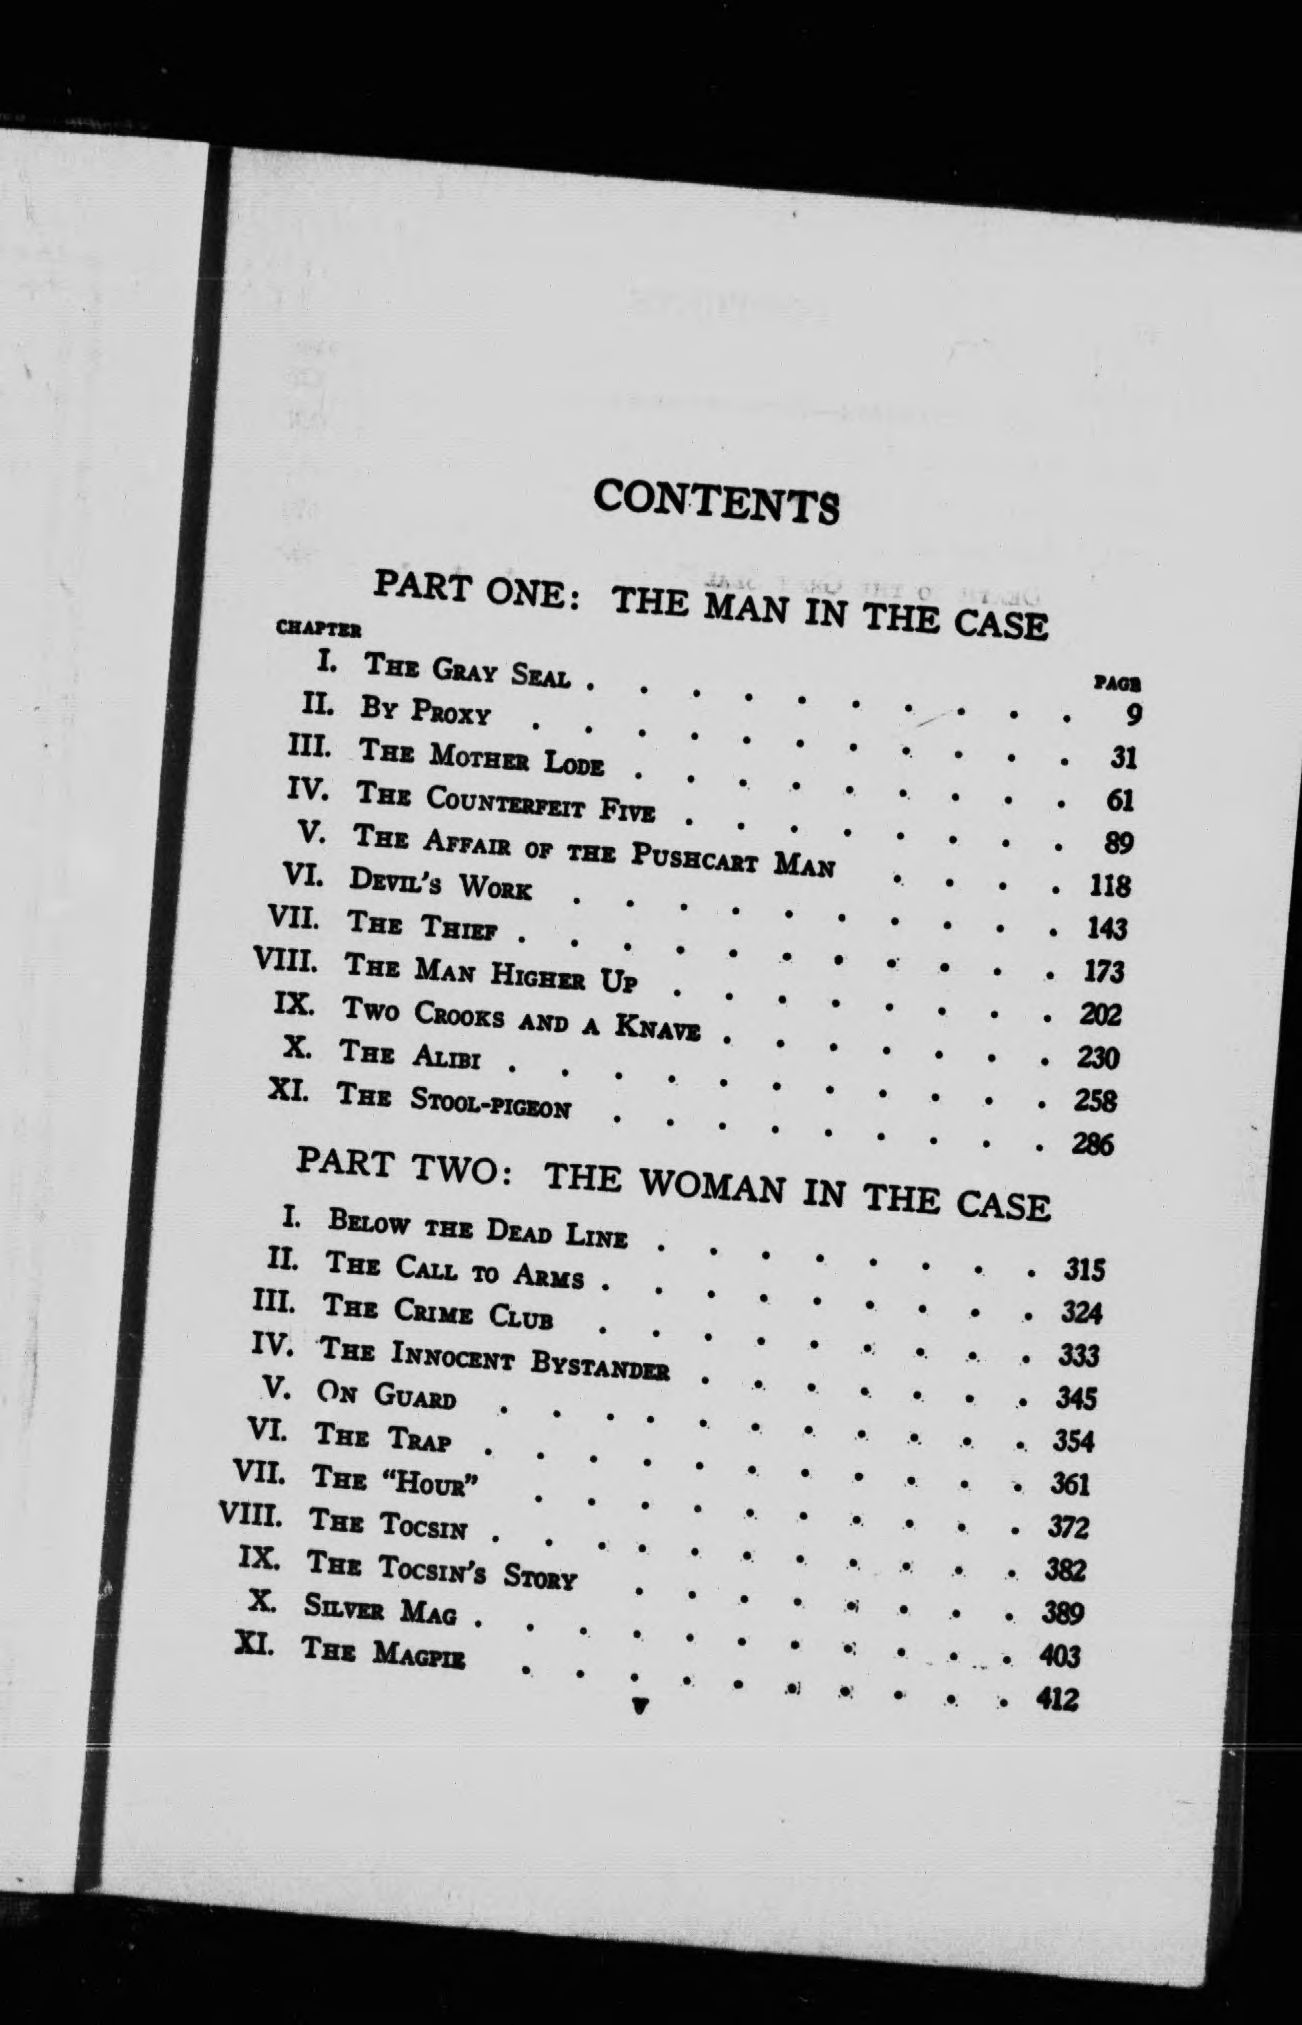 CONTENTS
PART ONE: THE MAN IN THE CASE
CHAPTER PAGE
I. THE GRAY SEAL . . . . . . . . . . 9
II. BY PROXY . . . . . . . . . . . 31
III. THE MOTHER LODE . . . . . . . . . 61
IV. THE COUNTERFEIT FIVE . . . . . . . . 89
V. THE AFFAIR OF THE PUSHCART MAN . . . . 118
VI. DEVIL'S WORK . . . . . . . . . . 143
VII. THE THIEF . . . . . . . . . . . 173
VIII. THE MAN HIGHER UP . . . . . . . . 202
IX. TWO CROOKS AND A KNAVE . . . . . . . 230
X. THE ALIBI . . . . . . . . . . . 258
XI. THE STOOL-PIGEON . . . . . . . . . 286
PART TWO: THE WOMAN IN THE CASE
I. BELOW THE DEAD LINE . . . . . . . . 315
II. THE CALL TO ARMS . . . . . . . . . 324
III. THE CRIME CLUB . . . . . . . . . 333
IV. THE INNOCENT BYSTANDER . . . . . . . 345
V. ON GUARD . . . . . . . . . . . 354
VI. THE TRAP . . . . . . . . . . . 361
VII. THE "HOUR" . . . . . . . . . . 372
VIII. THE TOCSIN . . . . . . . . . . . 382
IX. THE TOCSIN'S STORY . . . . . . . . 389
X. SILVER MAG . . . . . . . . . . . 403
XI. THE MAGPIE . . . . . . . . . . 412
v